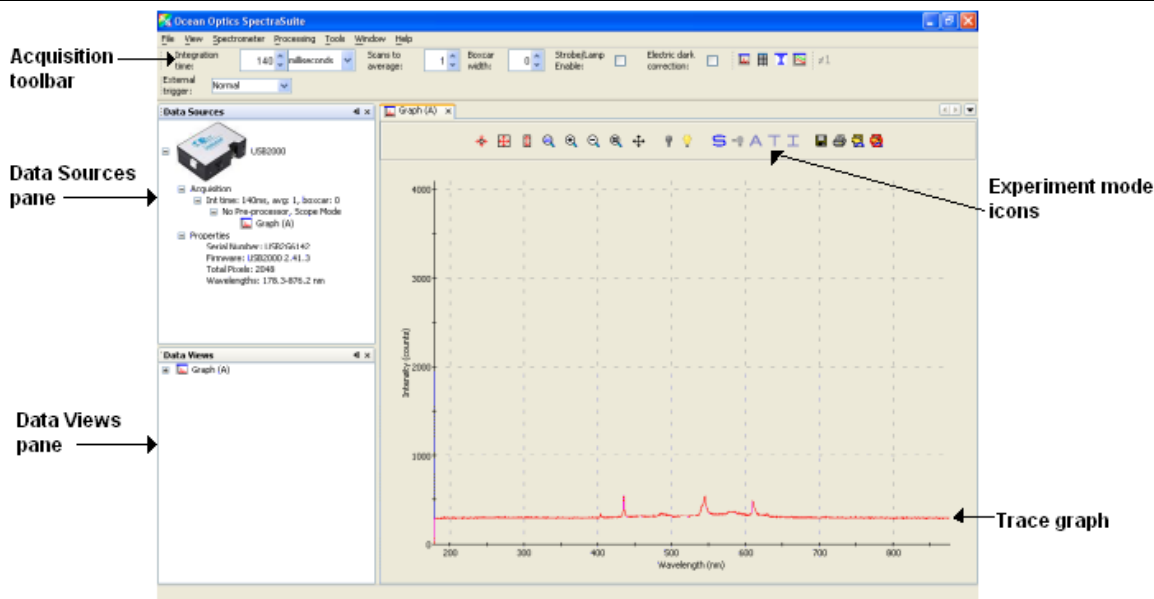 Ocean Optics SpectraSuite
File View Spectrometer Processing Tools Window Help
Acquisition
toolbar
Integration
time:
140 milliseconds
Scans to
average:
1
Boxcar
width:
0
Strobe/Lamp
Enable:
Electric dark
correction:
≠1
External
trigger:
Normal
Data Sources
Graph (A)
USB2000
Acquisition
Int time: 140ms, avg: 1, boxcar: 0
No Pre-processor, Scope Mode
Graph (A)
Properties
Serial Number: USB2G6142
Firmware: USB2000 2.41.3
Total Pixels: 2048
Wavelengths: 178.3-876.2 nm
Data Sources
pane
S A T I
Experiment mode
icons
Data Views
Graph (A)
Data Views
pane
4000
3000
2000
1000
0
Intensity (counts)
200 300 400 500 600 700 800
Wavelength (nm)
Trace graph